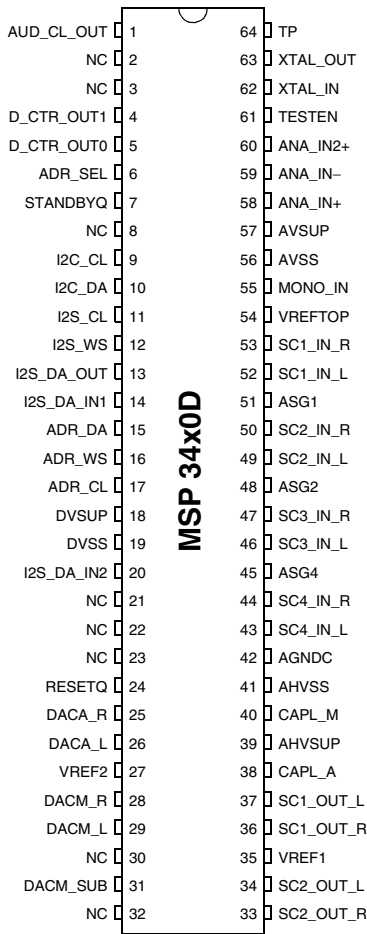 AUD_CL_OUT 1 64 TP
NC 2 63 XTAL_OUT
NC 3 62 XTAL_IN
D_CTR_OUT1 4 61 TESTEN
D_CTR_OUT0 5 60 ANA_IN2+
ADR_SEL 6 59 ANA_IN−
STANDBYQ 7 58 ANA_IN+
NC 8 57 AVSUP
I2C_CL 9 56 AVSS
I2C_DA 10 55 MONO_IN
I2S_CL 11 54 VREFTOP
I2S_WS 12 53 SC1_IN_R
I2S_DA_OUT 13 52 SC1_IN_L
I2S_DA_IN1 14 51 ASG1
ADR_DA 15 50 SC2_IN_R
ADR_WS 16 49 SC2_IN_L
ADR_CL 17 48 ASG2
DVSUP 18 47 SC3_IN_R
DVSS 19 46 SC3_IN_L
I2S_DA_IN2 20 45 ASG4
NC 21 44 SC4_IN_R
NC 22 43 SC4_IN_L
NC 23 42 AGNDC
RESETQ 24 41 AHVSS
DACA_R 25 40 CAPL_M
DACA_L 26 39 AHVSUP
VREF2 27 38 CAPL_A
DACM_R 28 37 SC1_OUT_L
DACM_L 29 36 SC1_OUT_R
NC 30 35 VREF1
DACM_SUB 31 34 SC2_OUT_L
NC 32 33 SC2_OUT_R
MSP 34x0D